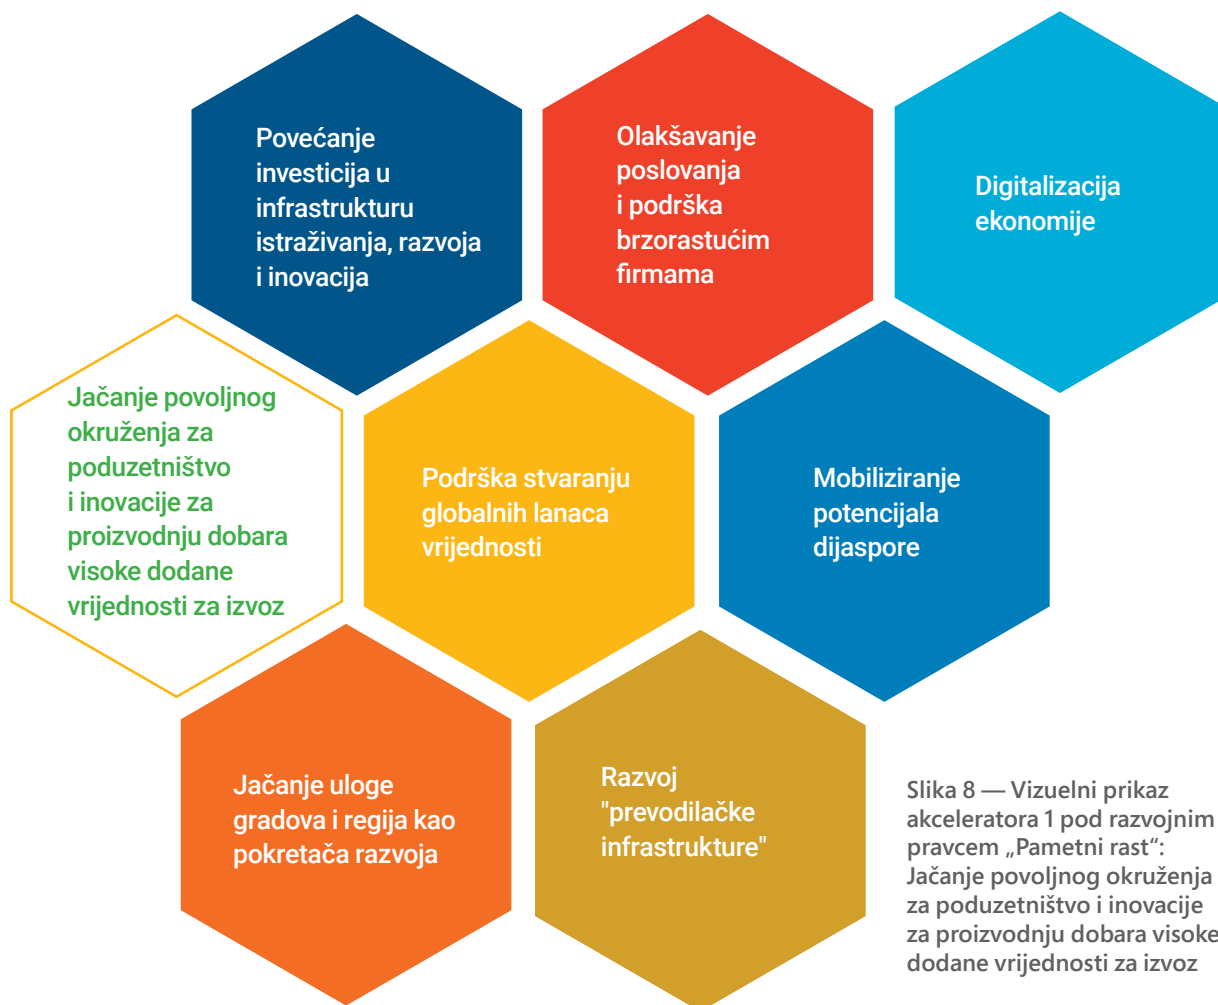 Povećanje
investicija u
infrastrukturu
istraživanja, razvoja
i inovacija
Olakšavanje
poslovanja
i podrška
brzorastućim
firmama
Digitalizacija
ekonomije
Jačanje povoljnog
okruženja za
poduzetništvo
i inovacije za
proizvodnju dobara
visoke dodane
vrijednosti za izvoz
Podrška stvaranju
globalnih lanaca
vrijednosti
Mobiliziranje
potencijala
dijaspore
Jačanje uloge
gradova i regija kao
pokretača razvoja
Razvoj
"prevodilačke
infrastrukture"
Slika 8 — Vizuelni prikaz
akceleratora 1 pod razvojnim
pravcem „Pametni rast“:
Jačanje povoljnog okruženja
za poduzetništvo i inovacije
za proizvodnju dobara visoke
dodane vrijednosti za izvoz